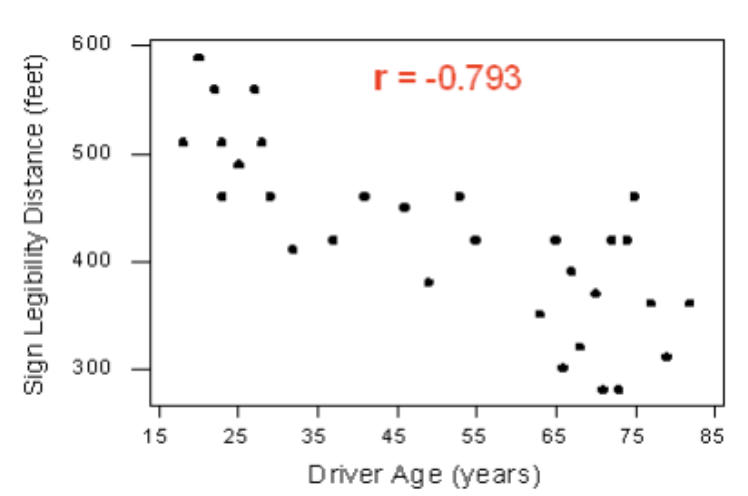 600
r = -0.793
500
400
300
Sign Legibility Distance (feet)
15 25 35 45 55 65 75 85
Driver Age (years)